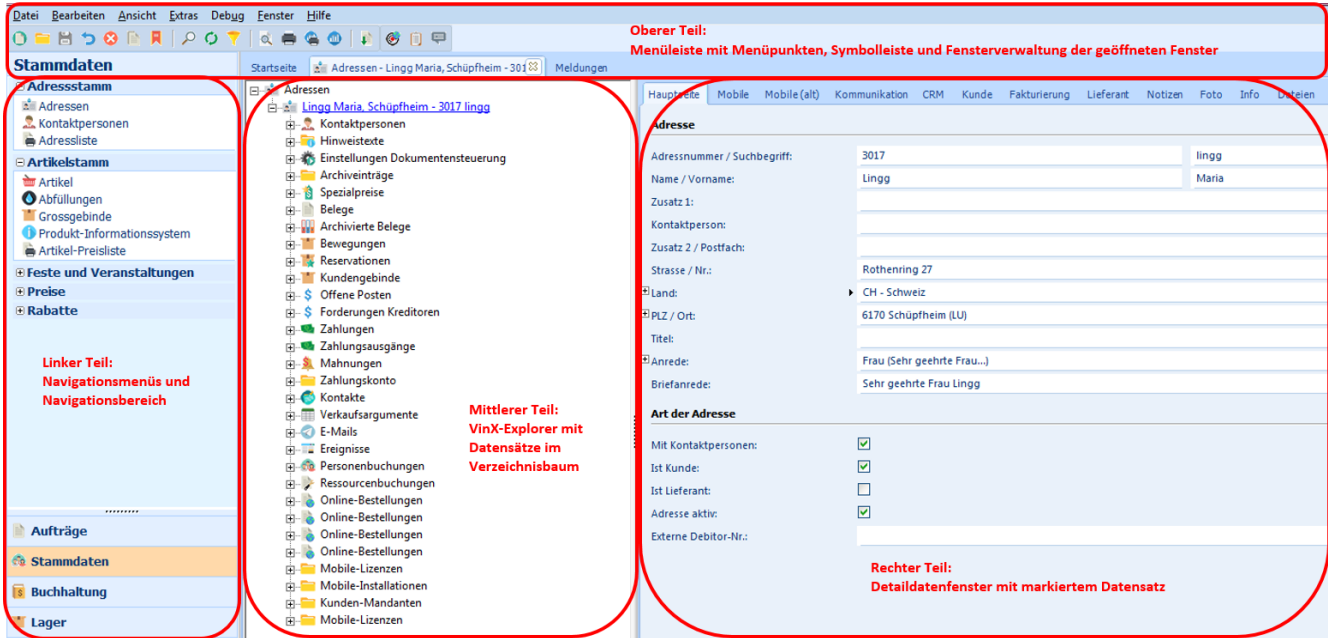 Datei Bearbeiten Ansicht Extras Debug Fenster Hilfe
Oberer Teil:
Menüleiste mit Menüpunkten, Symbolleiste und Fensterverwaltung der geöffneten Fenster
Stammdaten
Startseite Adressen - Lingg Maria, Schüpfheim - 301 Meldungen
Adressstamm
Adressen
Kontaktpersonen
Adressliste
Artikelstamm
Artikel
Abfüllungen
Grossgebinde
Produkt-Informationssystem
Artikel-Preisliste
Feste und Veranstaltungen
Preise
Rabatte
Linker Teil:
Navigationsmenüs und
Navigationsbereich
Aufträge
Stammdaten
Buchhaltung
Lager
Adressen
Lingg Maria, Schüpfheim - 3017 lingg
Kontaktpersonen
Hinweistexte
Einstellungen Dokumentensteuerung
Archiveinträge
Spezialpreise
Belege
Archivierte Belege
Bewegungen
Reservationen
Kundengebinde
Offene Posten
Forderungen Kreditoren
Zahlungen
Zahlungsausgänge
Mahnungen
Zahlungskonto
Kontakte
Verkaufsargumente
E-Mails
Ereignisse
Personenbuchungen
Ressourcenbuchungen
Online-Bestellungen
Online-Bestellungen
Online-Bestellungen
Online-Bestellungen
Mobile-Lizenzen
Mobile-Installationen
Kunden-Mandanten
Mobile-Lizenzen
Mittlerer Teil:
VinX-Explorer mit
Datensätze im
Verzeichnisbaum
Hauptseite Mobile Mobile (alt) Kommunikation CRM Kunde Fakturierung Lieferant Notizen Foto Info Dateien
Adresse
Adressnummer / Suchbegriff: 3017 lingg
Name / Vorname: Lingg Maria
Zusatz 1:
Kontaktperson:
Zusatz 2 / Postfach:
Strasse / Nr.: Rothenring 27
Land: CH - Schweiz
PLZ / Ort: 6170 Schüpfheim (LU)
Titel:
Anrede: Frau (Sehr geehrte Frau...)
Briefanrede: Sehr geehrte Frau Lingg
Art der Adresse
Mit Kontaktpersonen:
Ist Kunde:
Ist Lieferant:
Adresse aktiv:
Externe Debitor-Nr.:
Rechter Teil:
Detaildatenfenster mit markiertem Datensatz